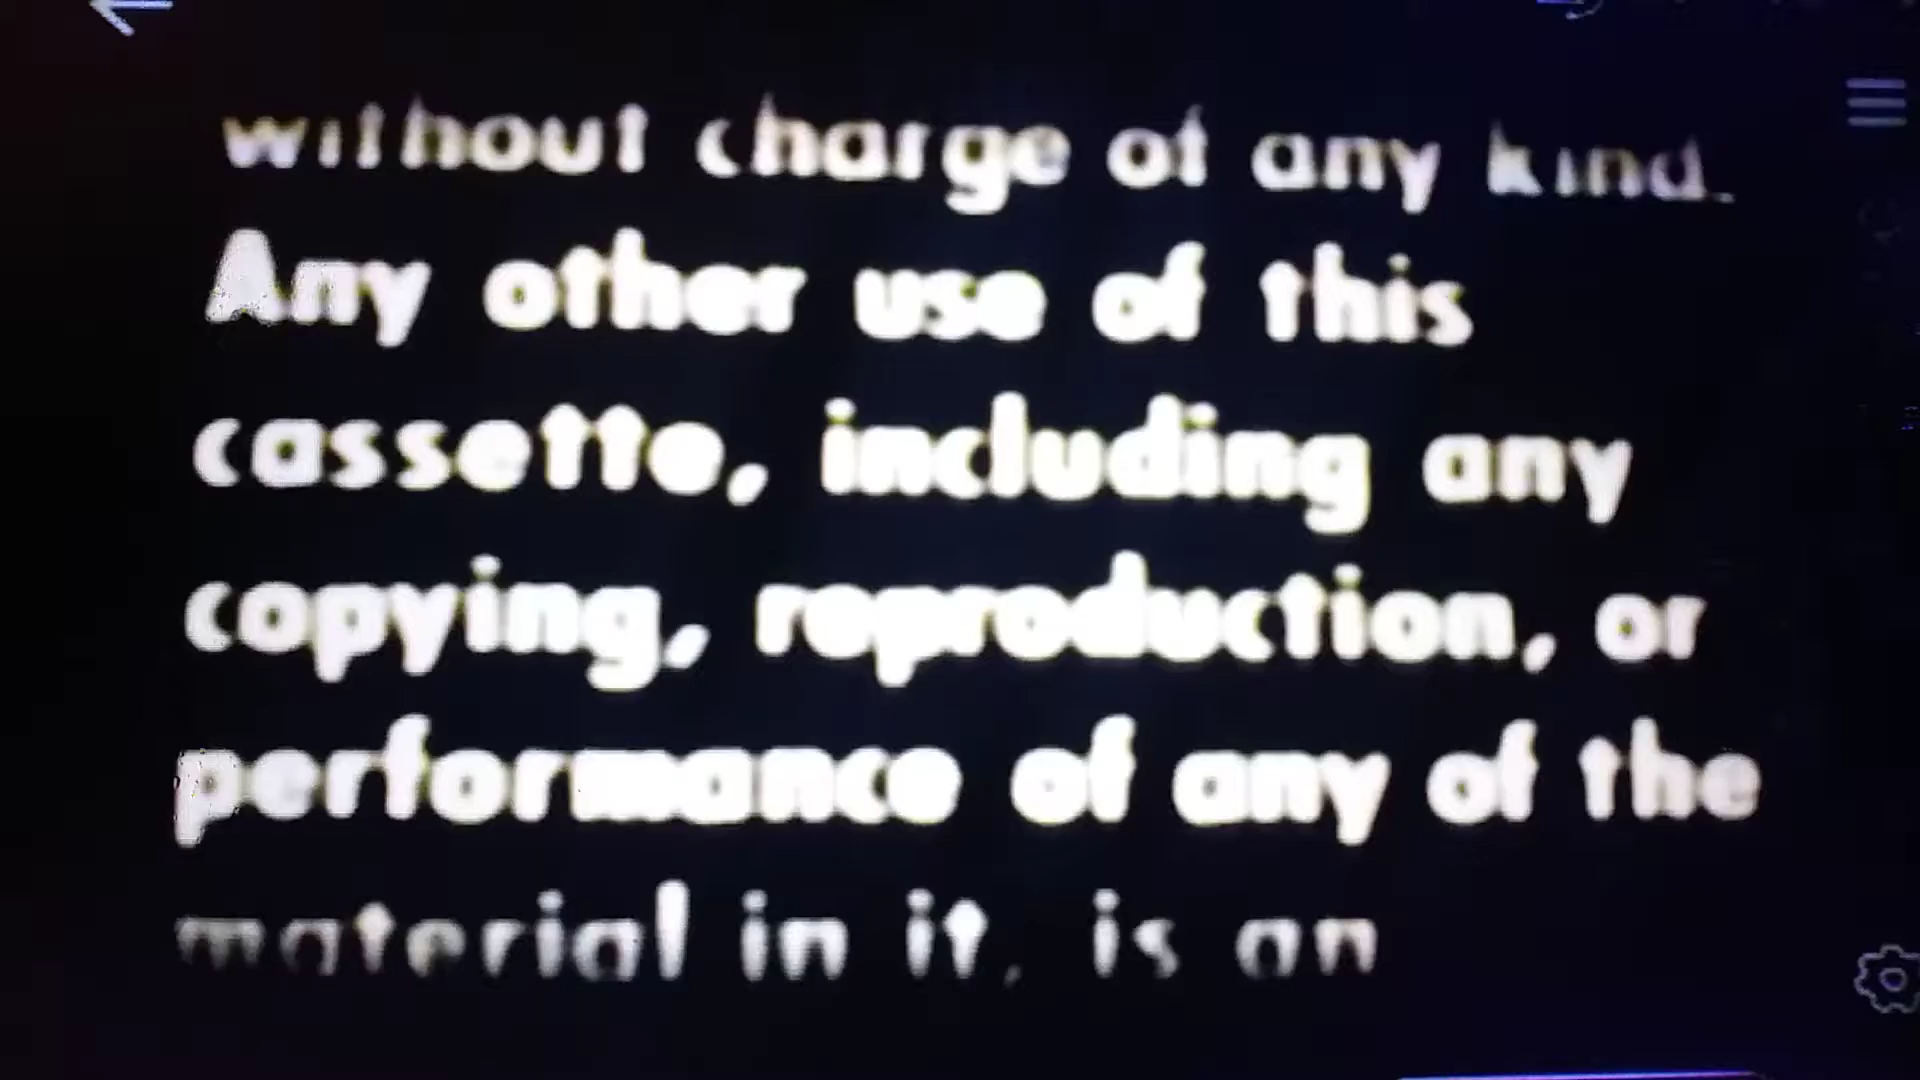 without charge of any kind.
Any other use of this
cassette, including any
copying, reproduction, or
performance of any of the
material in it, is an